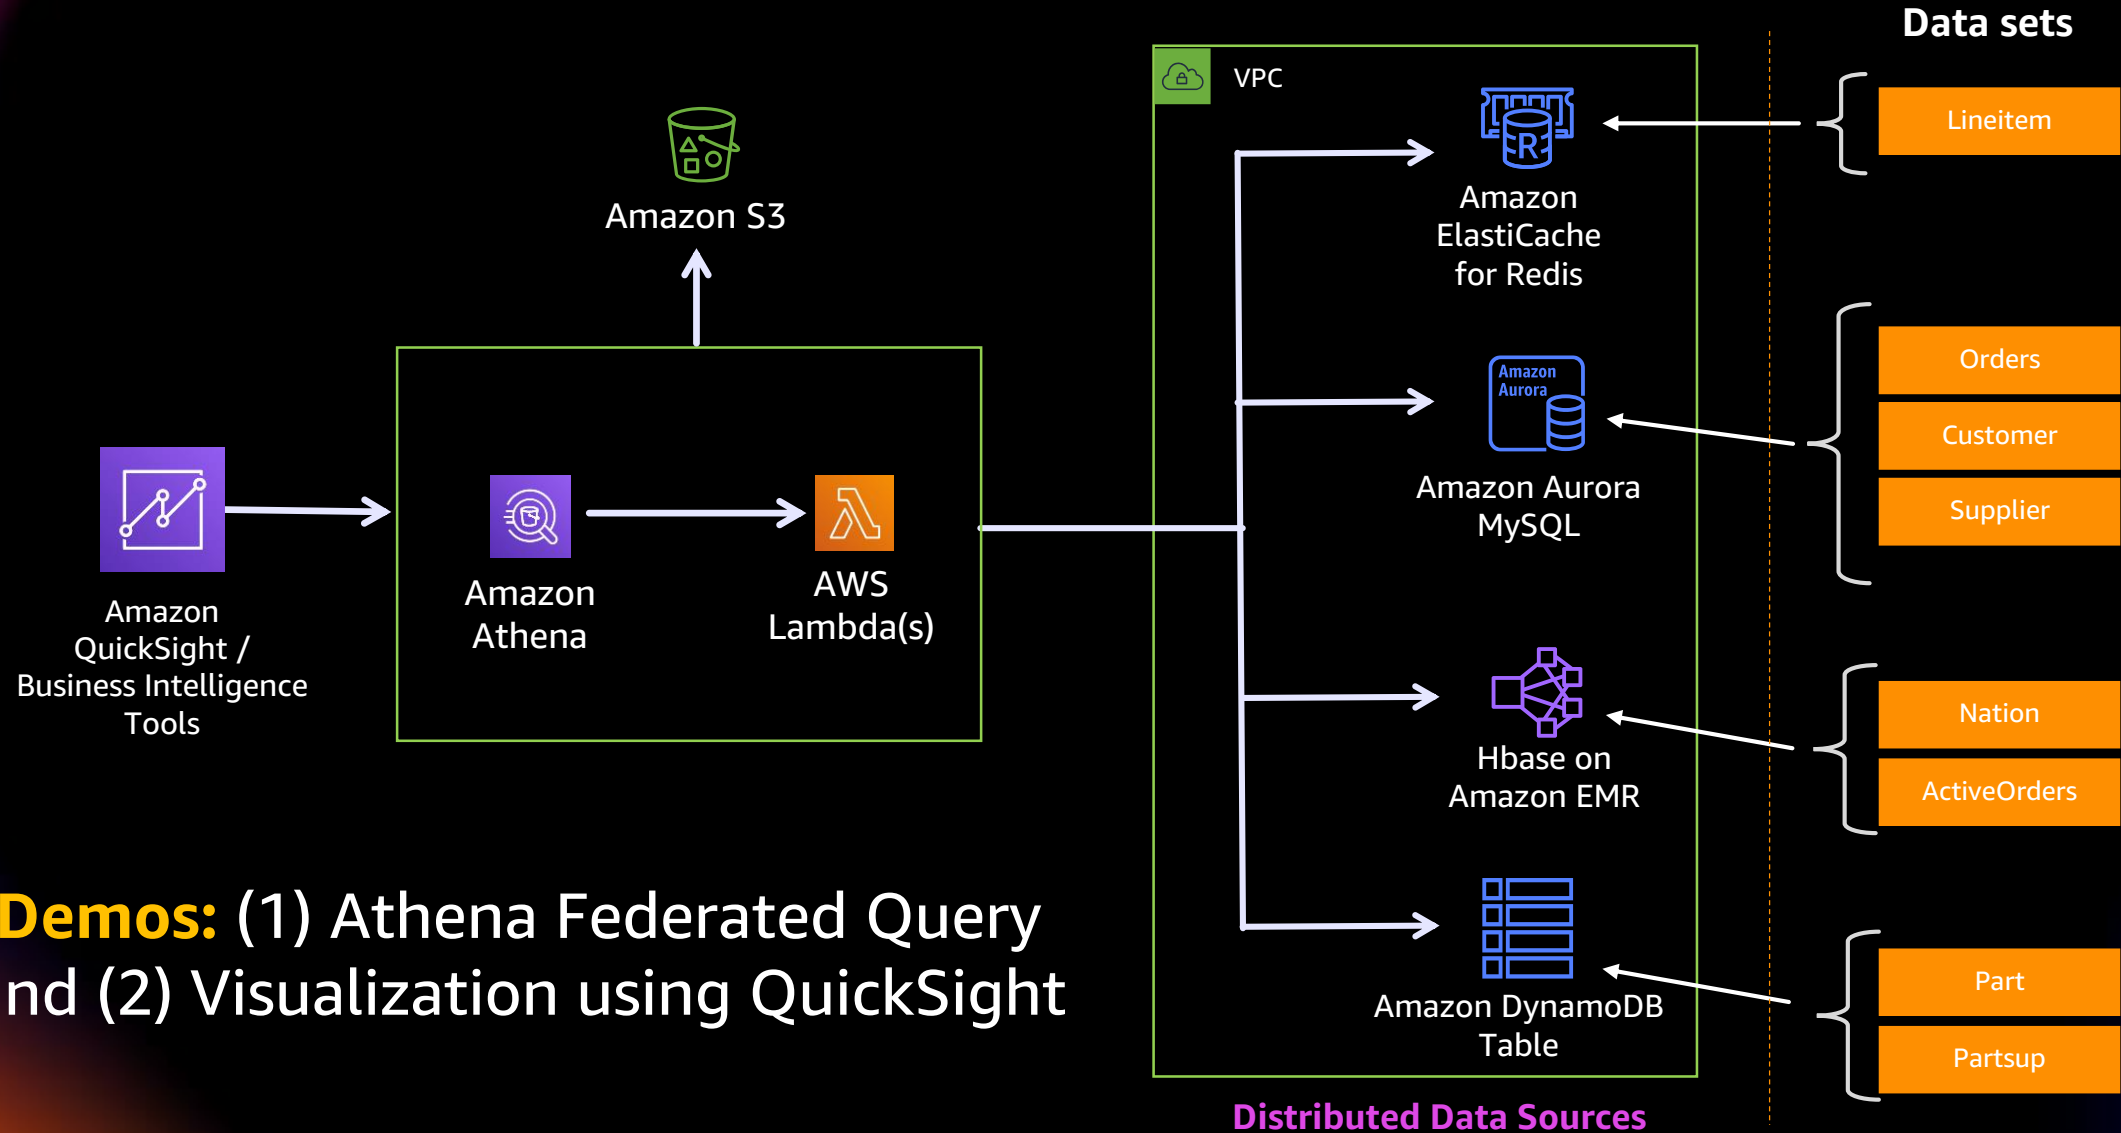 Data sets
VPC
Lineitem
Amazon S3
R
Amazon
ElastiCache
for Redis
Amazon
Aurora
Orders
Customer
Supplier
Amazon Aurora
MySQL
Amazon
QuickSight /
Business Intelligence
Tools
Amazon
Athena
AWS
Lambda(s)
Hbase on
Amazon EMR
Nation
ActiveOrders
Demos: (1) Athena Federated Query
nd (2) Visualization using QuickSight
Amazon DynamoDB
Table
Part
Partsup
Distributed Data Sources